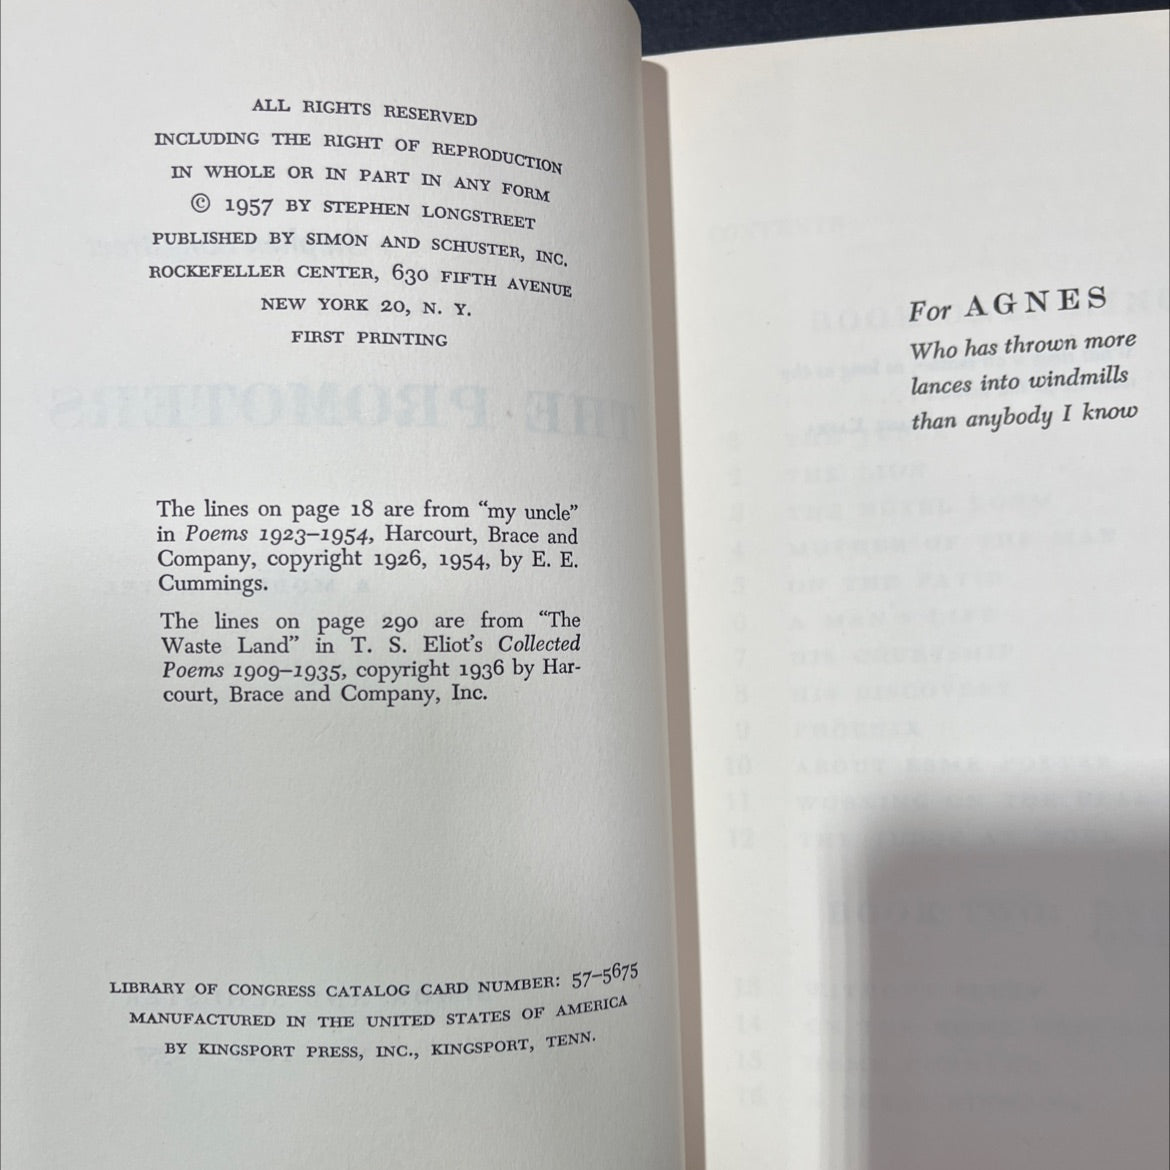 ALL RIGHTS RESERVED
INCLUDING THE RIGHT OF REPRODUCTION
IN WHOLE OR IN PART IN ANY FORM
© 1957 BY STEPHEN LONGSTREET
PUBLISHED BY SIMON AND SCHUSTER, INC.
ROCKEFELLER CENTER, 630 FIFTH AVENUE
NEW YORK 20, N. Y.
FIRST PRINTING
THE PROMOTERS
The lines on page 18 are from “my uncle”
in Poems 1923–1954, Harcourt, Brace and
Company, copyright 1926, 1954, by E. E.
Cummings.
The lines on page 290 are from “The
Waste Land” in T. S. Eliot’s Collected
Poems 1909–1935, copyright 1936 by Har-
court, Brace and Company, Inc.
LIBRARY OF CONGRESS CATALOG CARD NUMBER: 57–5675
MANUFACTURED IN THE UNITED STATES OF AMERICA
BY KINGSPORT PRESS, INC., KINGSPORT, TENN.
For AGNES
Who has thrown more
lances into windmills
than anybody I know